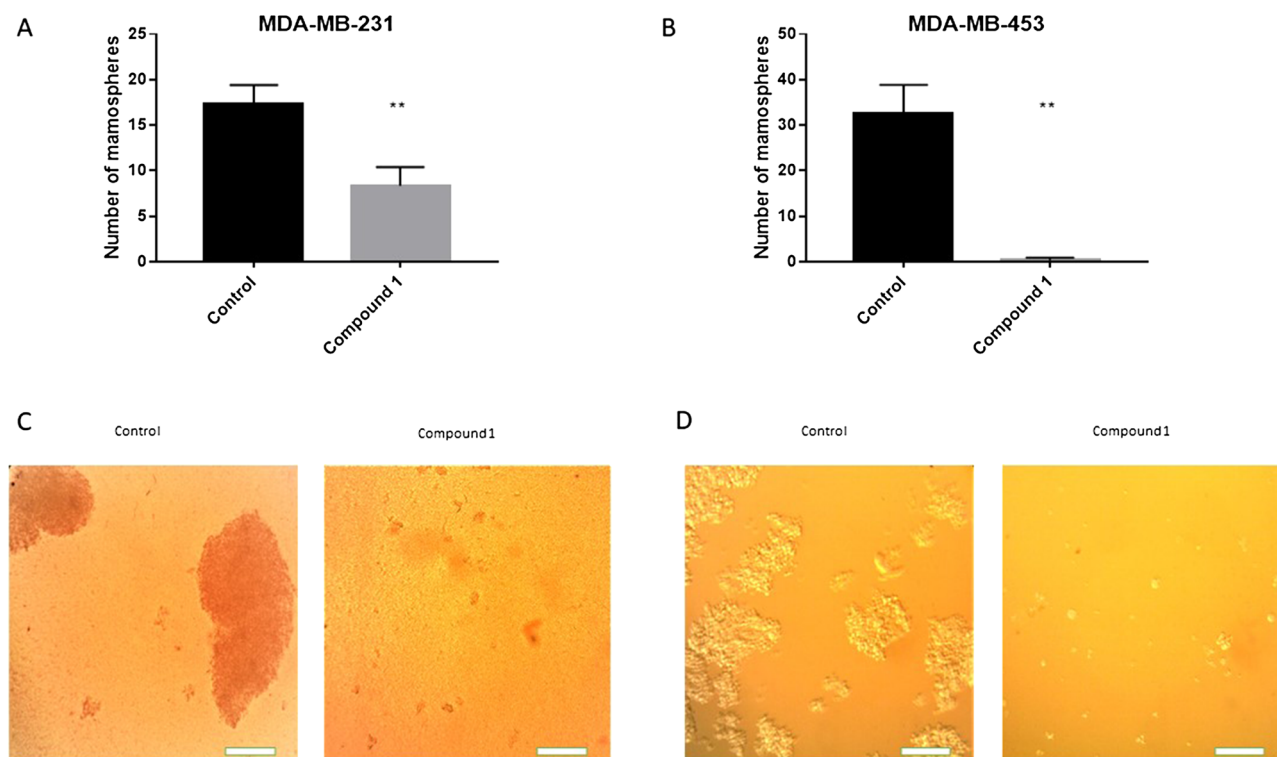 A
MDA-MB-231
Number of mamospheres
25
20
15
10
5
0
**
Control
Compound 1
B
MDA-MB-453
Number of mamospheres
50
40
30
20
10
0
**
Control
Compound 1
C
Control
Compound1
D
Control
Compound1